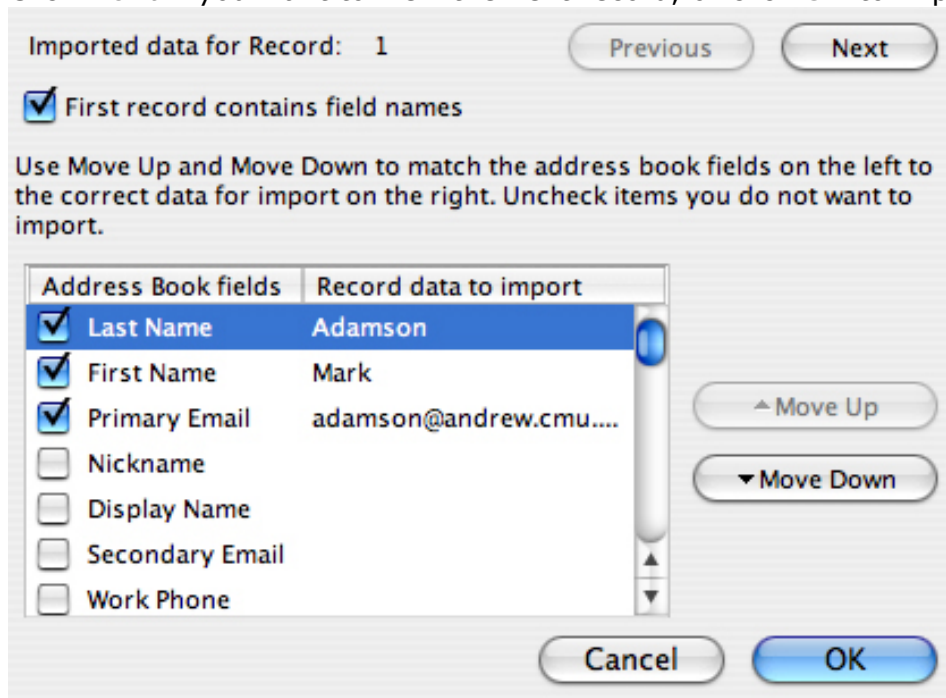 Imported data for Record: 1 Previous Next
First record contains field names
Use Move Up and Move Down to match the address book fields on the left to
the correct data for import on the right. Uncheck items you do not want to
import.
Address Book fields Record data to import
Last Name Adamson
First Name Mark
Primary Email adamson@andrew.cmu....
Move Up
Nickname
Move Down
Display Name
Secondary Email
Work Phone
Cancel OK